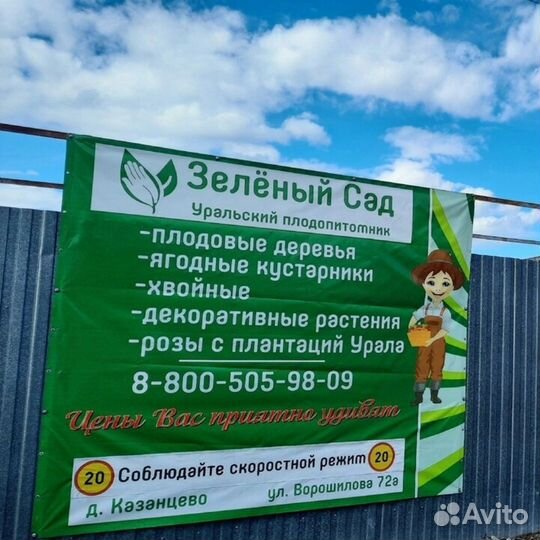 Зелёный Сад
Уральский плодопитомник
-плодовые деревья
-ягодные кустарники
-хвойные
-декоративные растения
-розы с плантаций Урала
8-800-505-98-09
Цены Вас приятно удивят
20 Соблюдайте скоростной режим 20
д. Казанцево ул. Ворошилова 72а
Avito